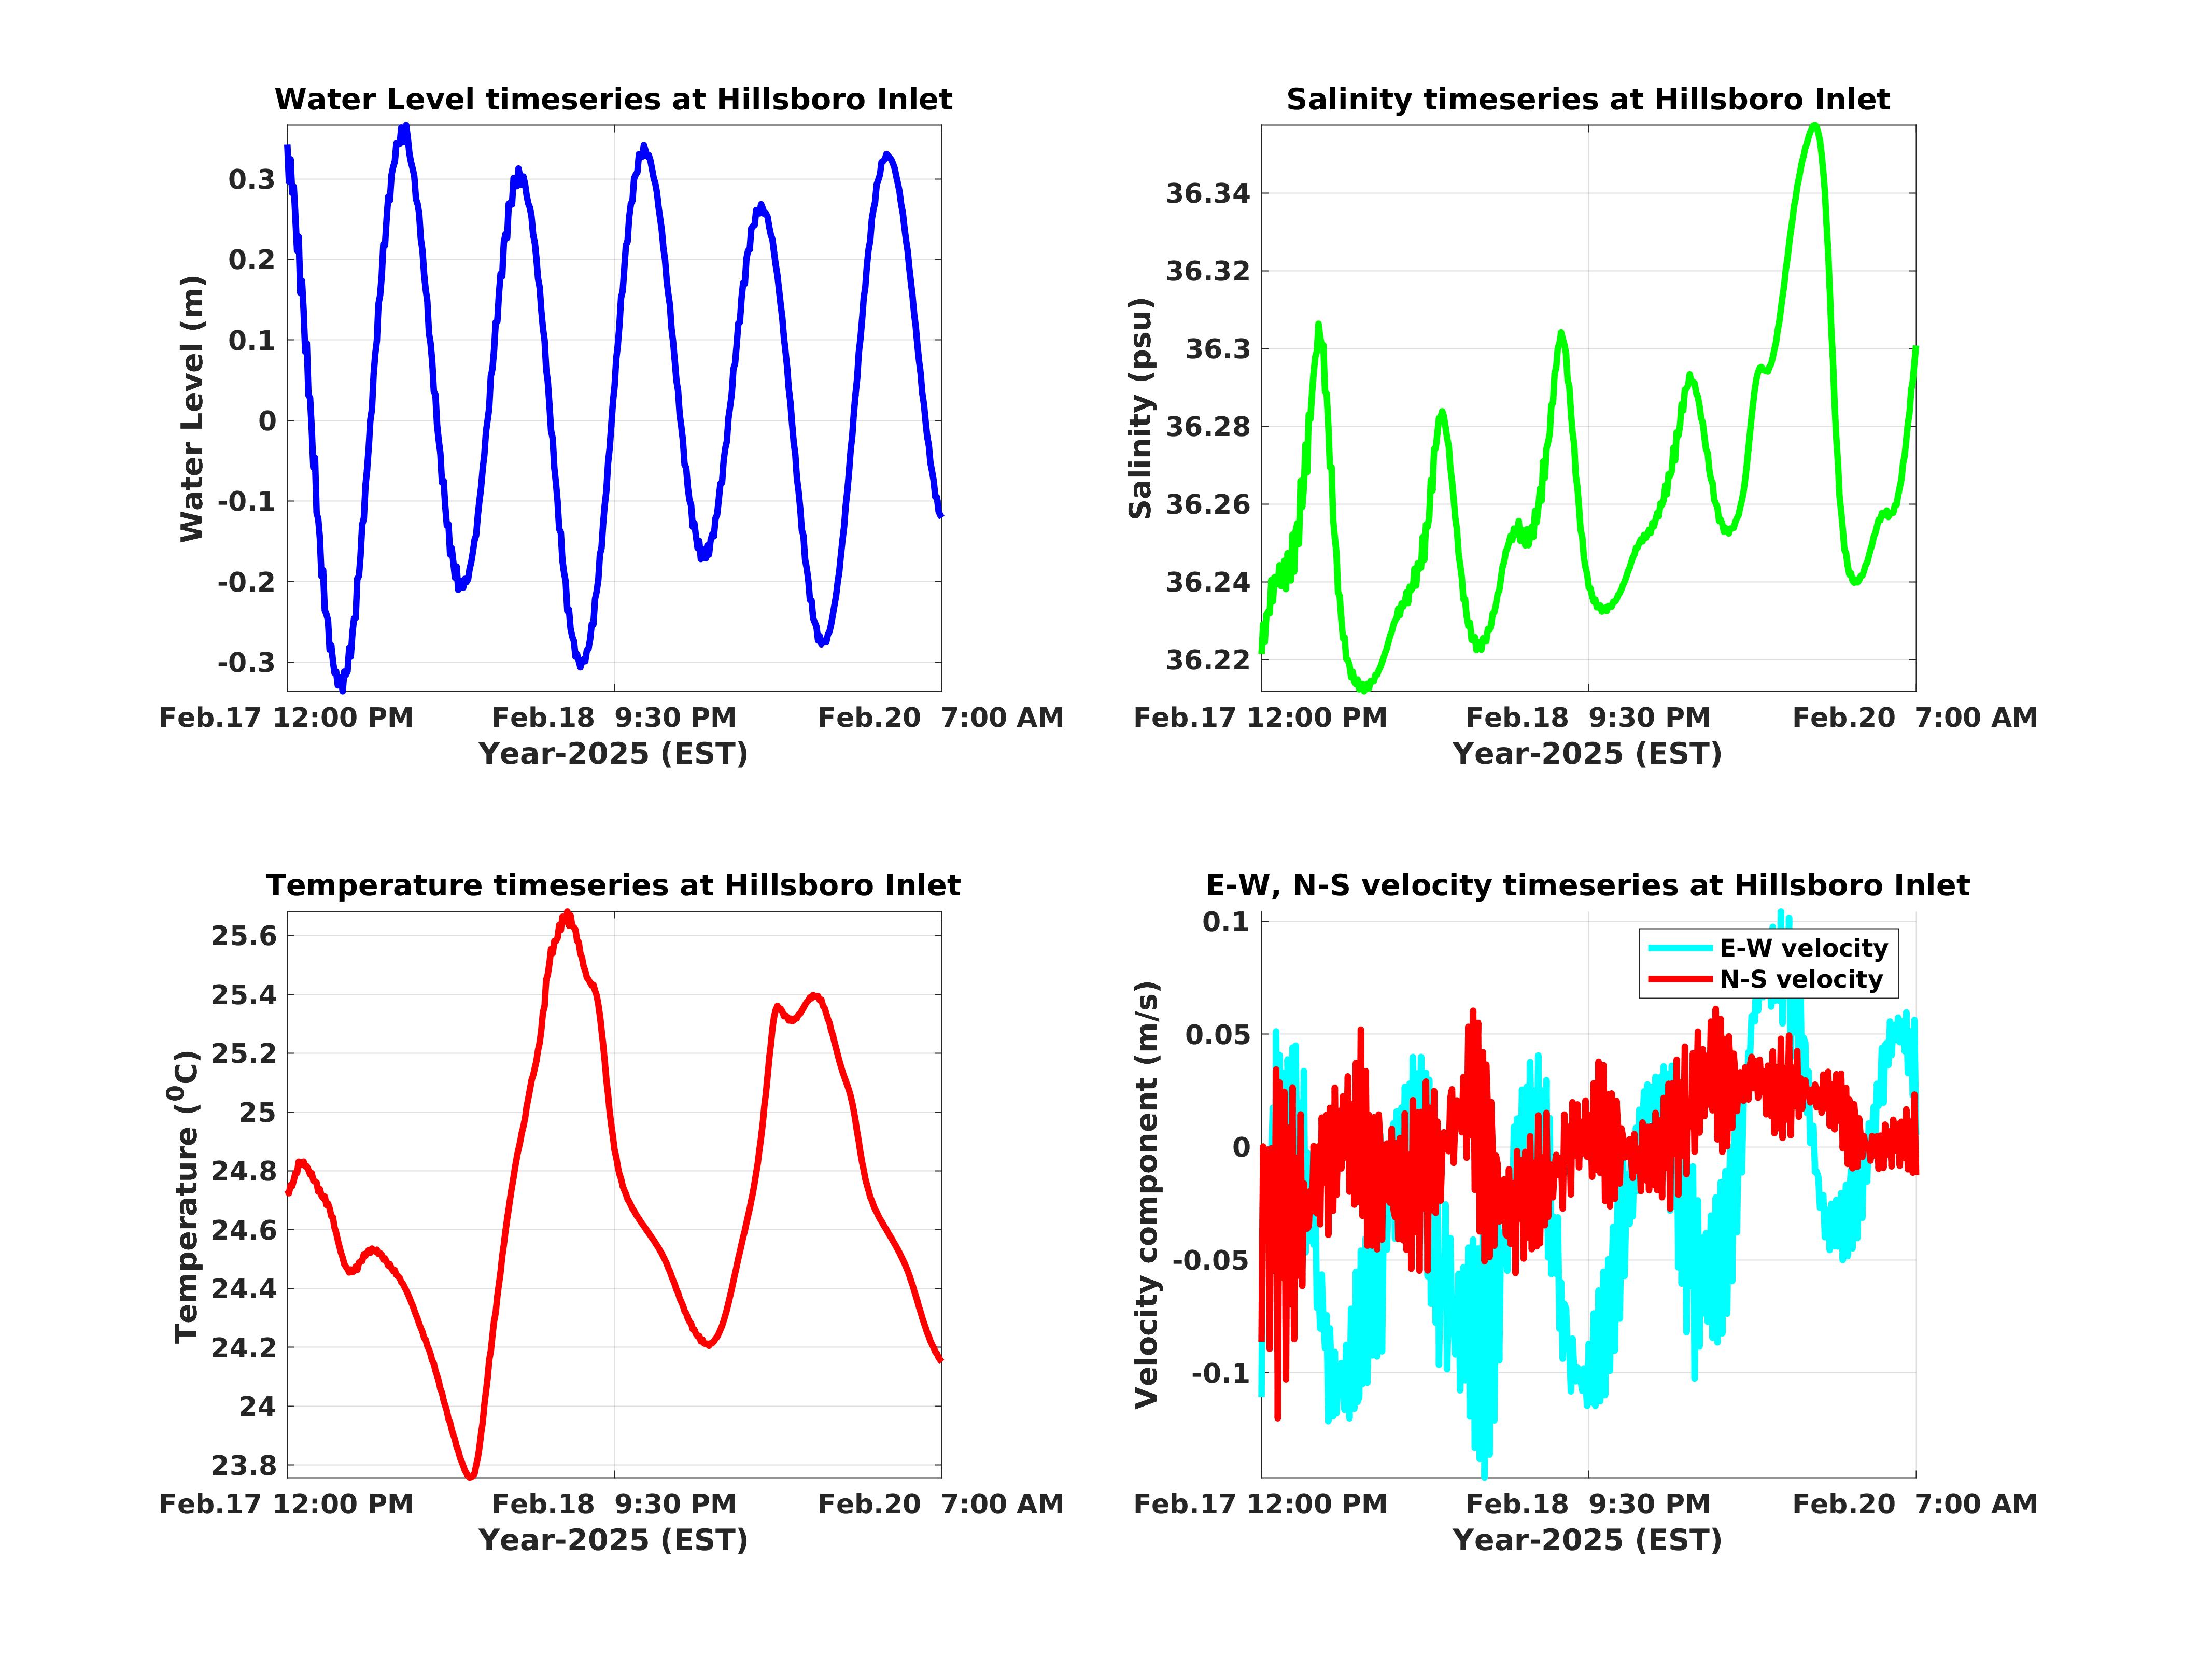 Water Level timeseries at Hillsboro Inlet
Water Level (m)
0.3
0.2
0.1
0
-0.1
-0.2
-0.3
Feb.17 12:00 PM
Feb.18  9:30 PM
Feb.20  7:00 AM
Year-2025 (EST)
Salinity timeseries at Hillsboro Inlet
Salinity (psu)
36.34
36.32
36.3
36.28
36.26
36.24
36.22
Feb.17 12:00 PM
Feb.18  9:30 PM
Feb.20  7:00 AM
Year-2025 (EST)
Temperature timeseries at Hillsboro Inlet
Temperature (⁰C)
25.6
25.4
25.2
25
24.8
24.6
24.4
24.2
24
23.8
Feb.17 12:00 PM
Feb.18  9:30 PM
Feb.20  7:00 AM
Year-2025 (EST)
E-W, N-S velocity timeseries at Hillsboro Inlet
Velocity component (m/s)
0.1
0.05
0
-0.05
-0.1
E-W velocity
N-S velocity
Feb.17 12:00 PM
Feb.18  9:30 PM
Feb.20  7:00 AM
Year-2025 (EST)